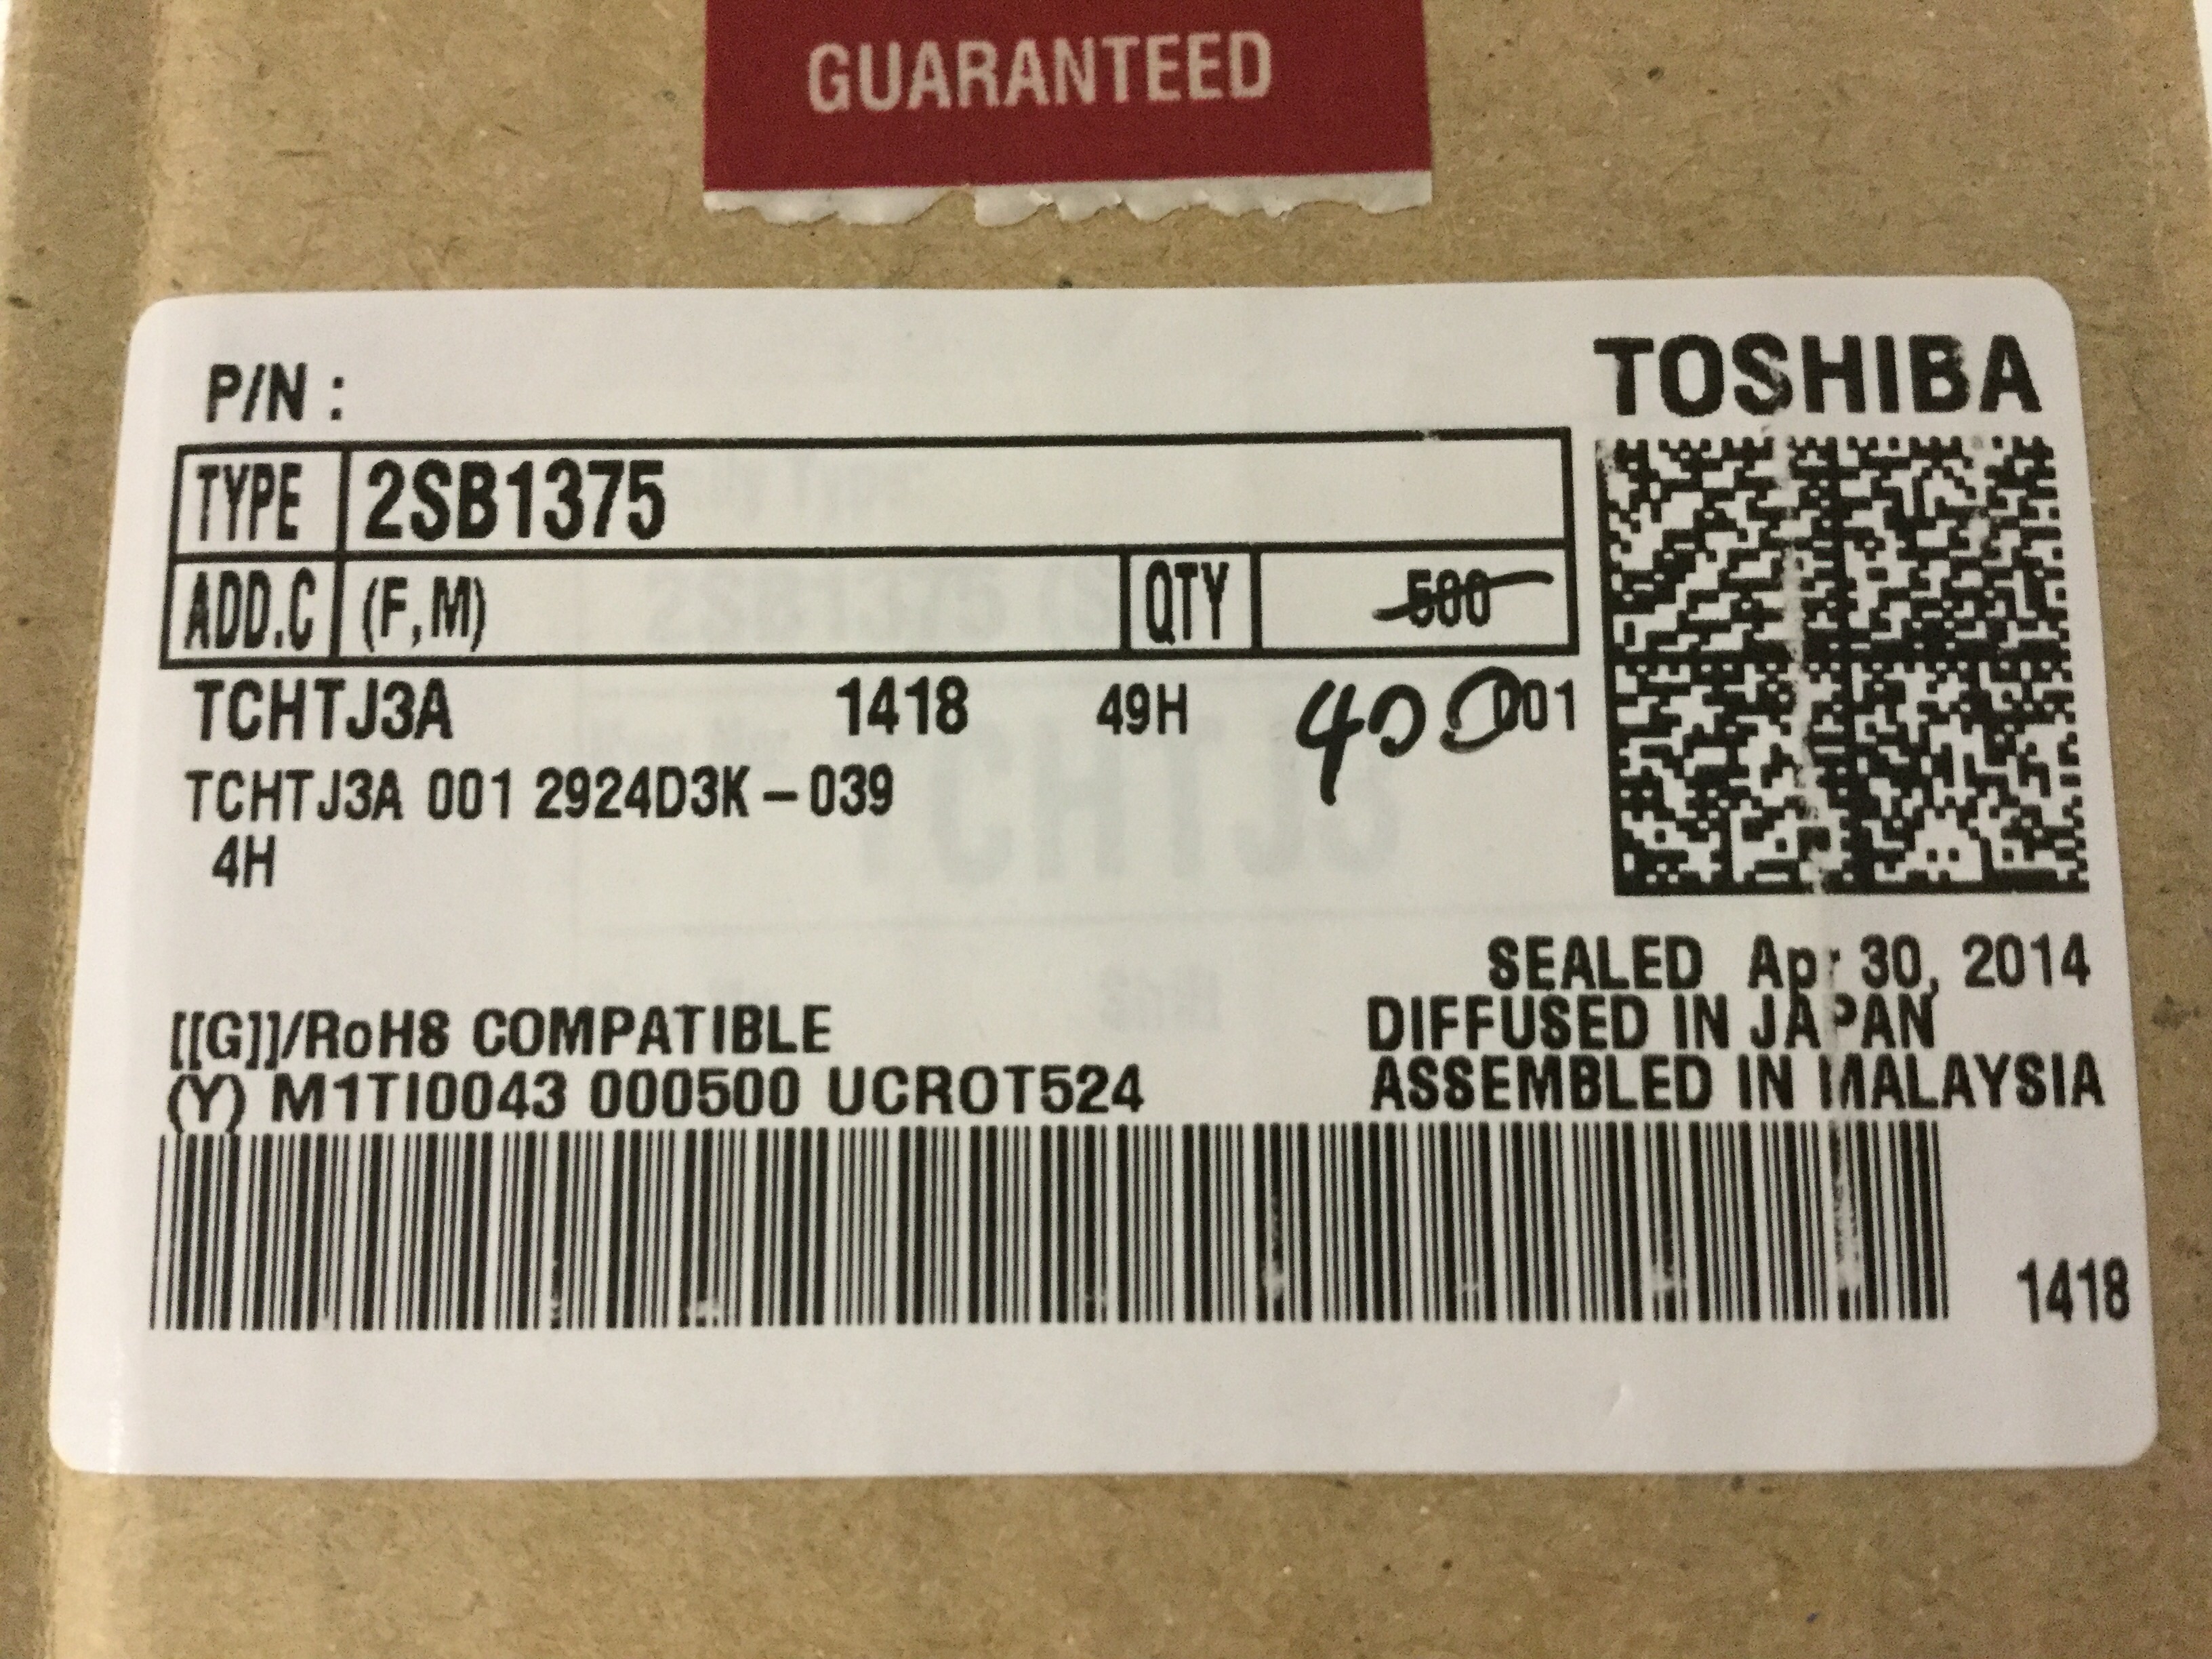 GUARANTEED
P/N :
TOSHIBA
TYPE 2SB1375
ADD.C (F,M) QTY 500
TCHTJ3A 1418 49H 400 001
TCHTJ3A 001 2924D3K-039
4H
SEALED Apr 30, 2014
[[G]]/RoHS COMPATIBLE DIFFUSED IN JAPAN
(Y) M1TI0043 000500 UCROT524 ASSEMBLED IN MALAYSIA
1418